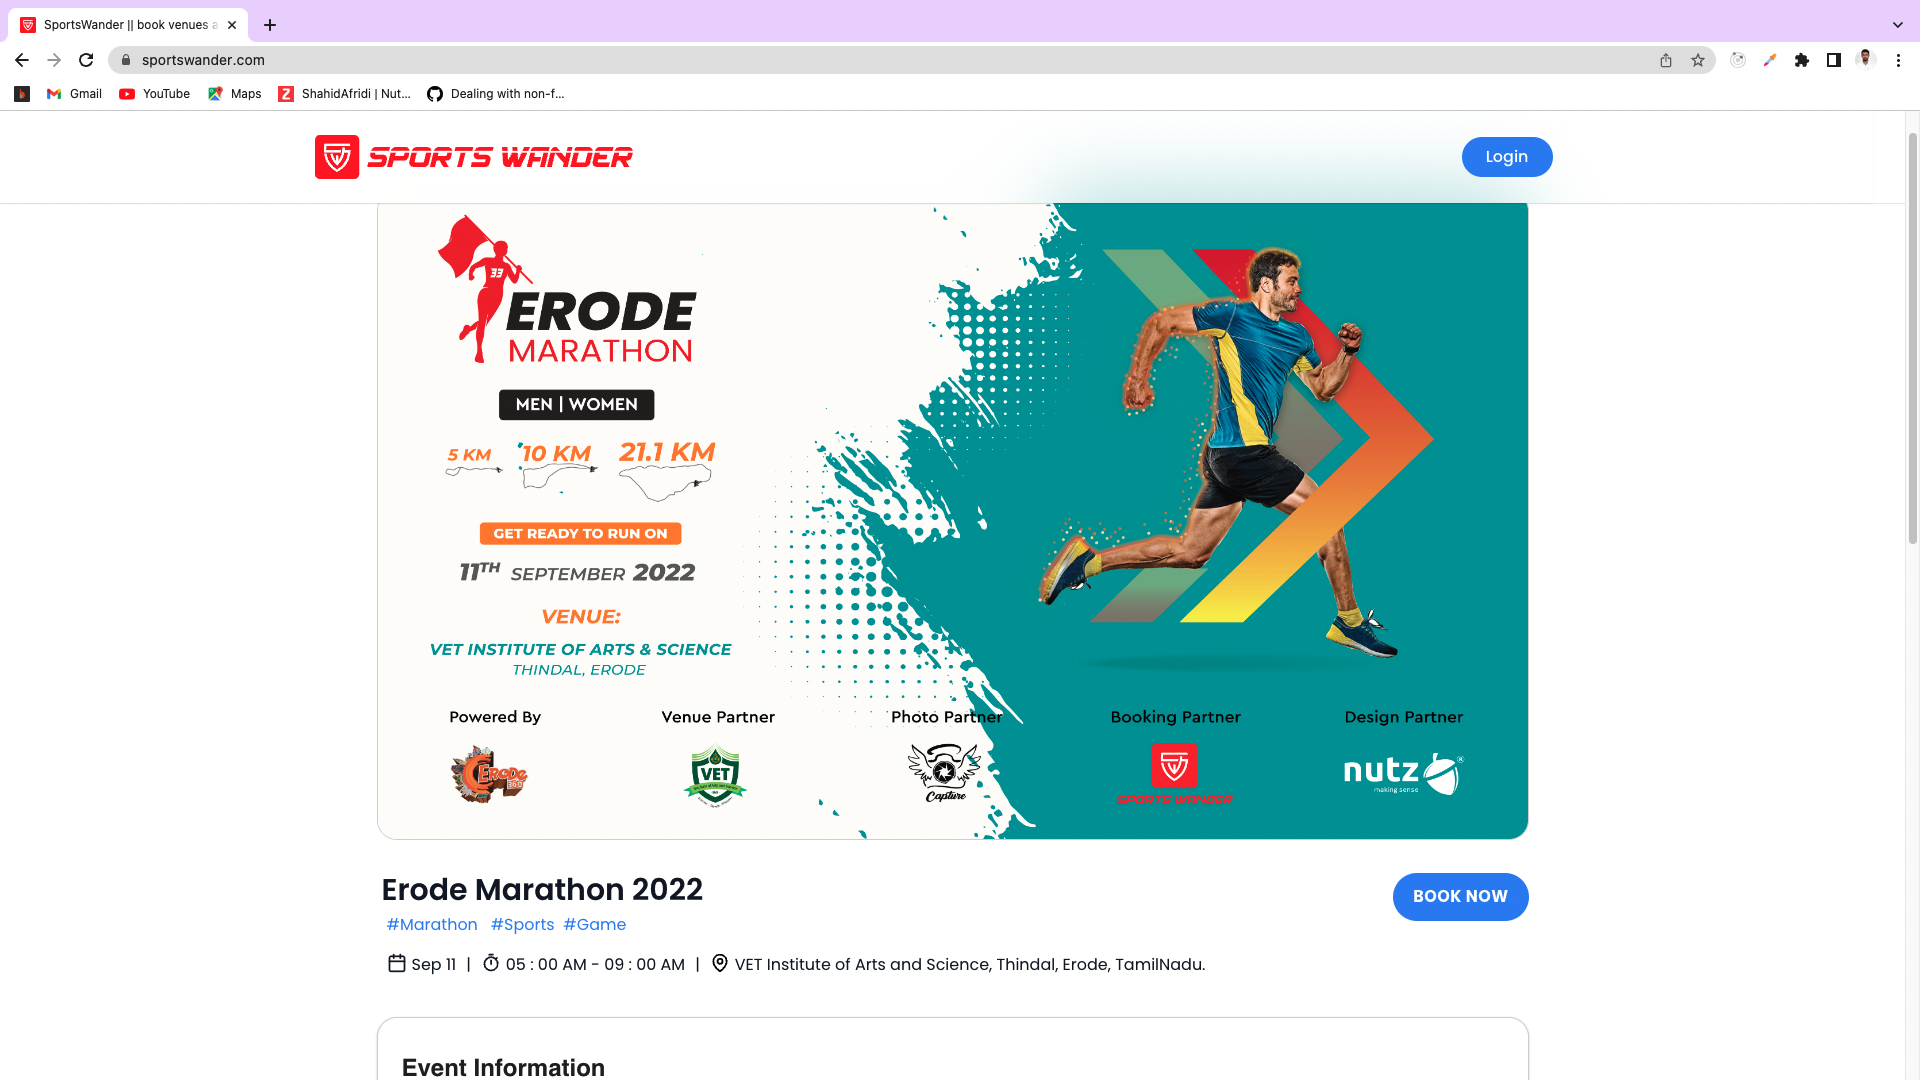 SportsWander || book venues a
sportswander.com
Gmail
YouTube
Maps
ShahidAfridi | Nut...
Dealing with non-f...
SPORTS WANDER
Login
33
ERODE
MARATHON
MEN | WOMEN
5 KM
10 KM
21.1 KM
GET READY TO RUN ON
11TH SEPTEMBER 2022
VENUE:
VET INSTITUTE OF ARTS & SCIENCE
THINDAL, ERODE
Powered By
Venue Partner
Photo Partner
Booking Partner
Design Partner
Erode
360
VET
Capture
SPORTS WANDER
nutz®
making sense
Erode Marathon 2022
BOOK NOW
#Marathon #Sports #Game
Sep 11 | 05 : 00 AM - 09 : 00 AM | VET Institute of Arts and Science, Thindal, Erode, TamilNadu.
Event Information